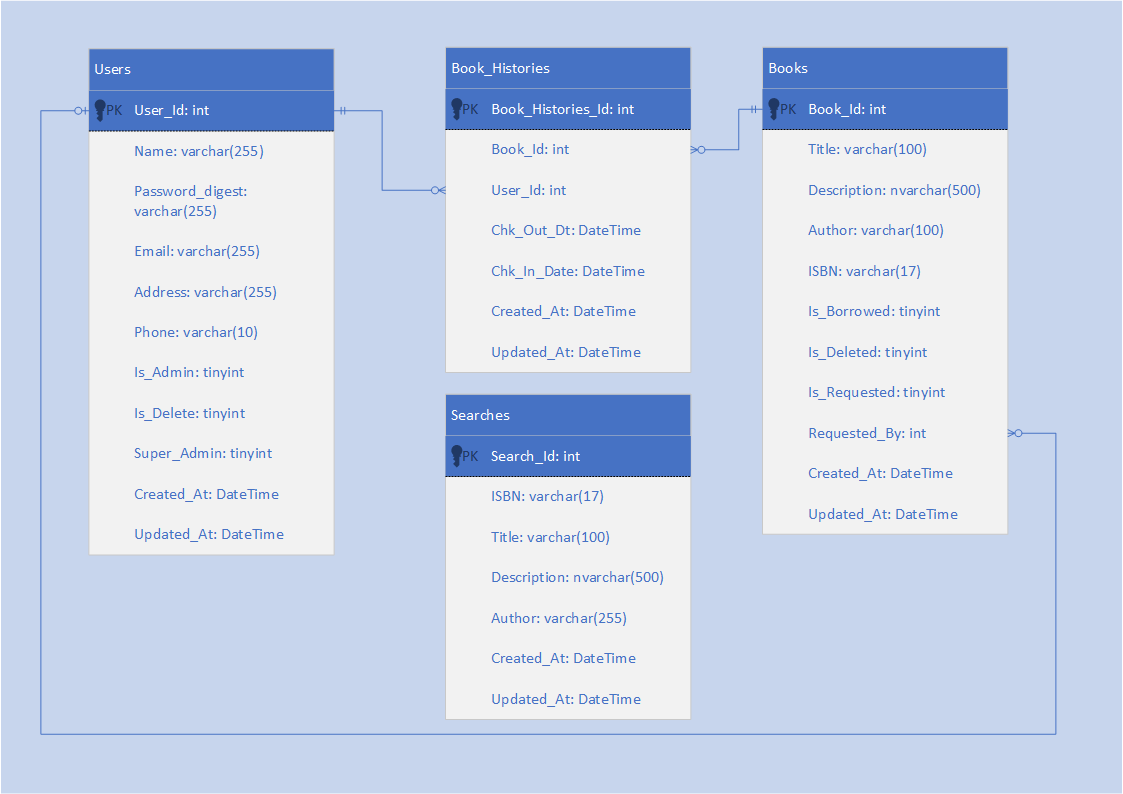 Users
PK User_Id: int
Name: varchar(255)
Password_digest:
varchar(255)
Email: varchar(255)
Address: varchar(255)
Phone: varchar(10)
Is_Admin: tinyint
Is_Delete: tinyint
Super_Admin: tinyint
Created_At: DateTime
Updated_At: DateTime
Book_Histories
PK Book_Histories_Id: int
Book_Id: int
User_Id: int
Chk_Out_Dt: DateTime
Chk_In_Date: DateTime
Created_At: DateTime
Updated_At: DateTime
Searches
PK Search_Id: int
ISBN: varchar(17)
Title: varchar(100)
Description: nvarchar(500)
Author: varchar(255)
Created_At: DateTime
Updated_At: DateTime
Books
PK Book_Id: int
Title: varchar(100)
Description: nvarchar(500)
Author: varchar(100)
ISBN: varchar(17)
Is_Borrowed: tinyint
Is_Deleted: tinyint
Is_Requested: tinyint
Requested_By: int
Created_At: DateTime
Updated_At: DateTime